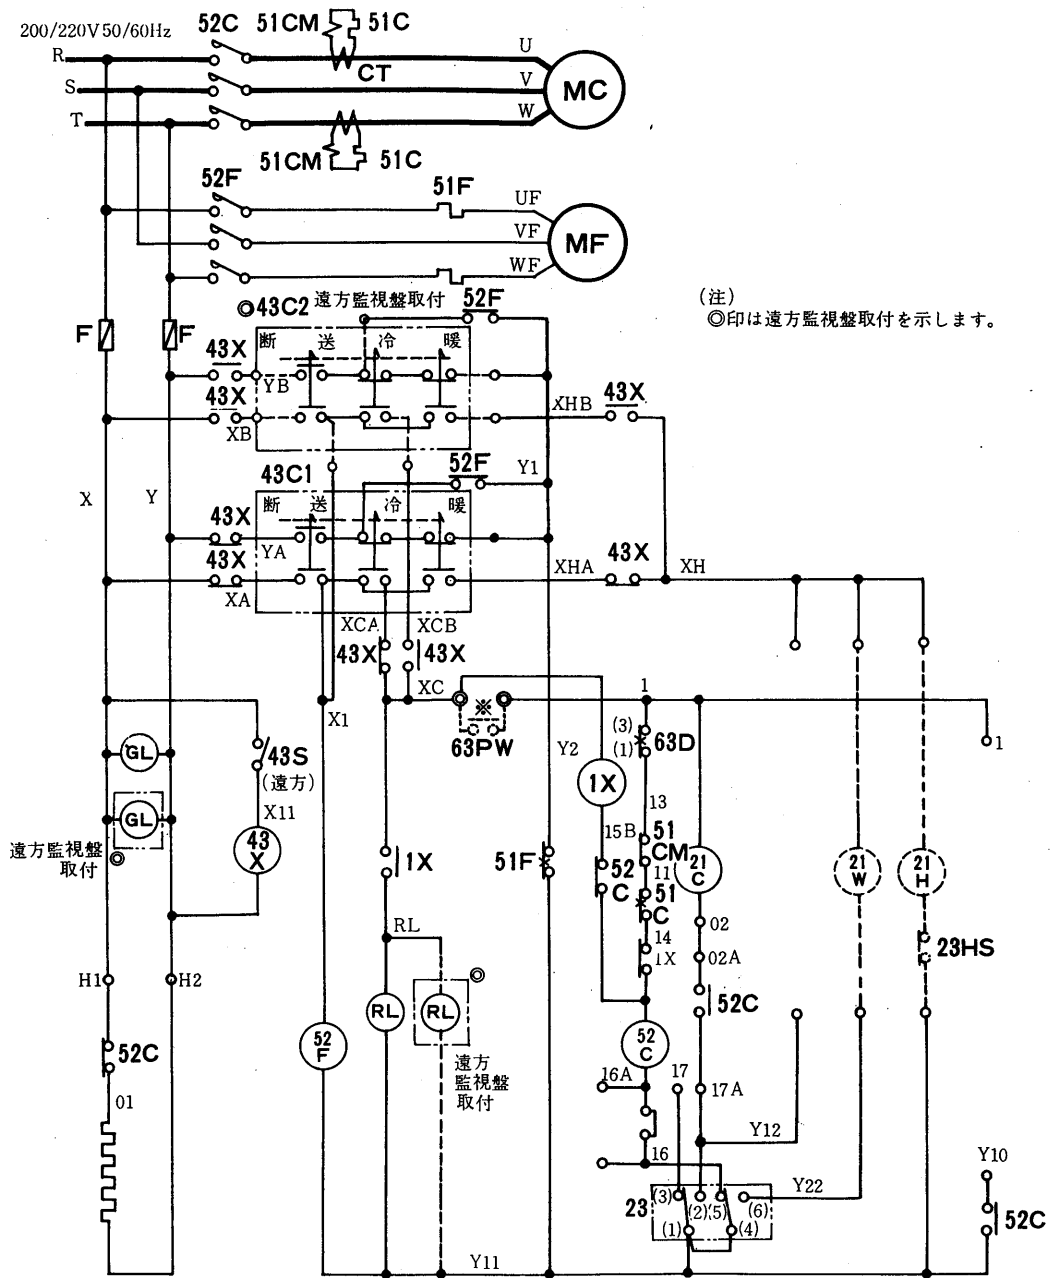 200/220V 50/60Hz
52C
51CM
51C
R
U
CT
S
V
MC
T
W
51CM
51C
52F
51F
UF
VF
MF
WF
◎43C2
遠方監視盤取付
52F
(注)
◎印は遠方監視盤取付を示します。
F
F
断
送
冷
暖
43X
YB
43X
XHB
43X
XB
43C1
52F
Y1
X
Y
断
送
冷
暖
43X
YA
43X
XHA
43X
XH
XA
XCA
XCB
43X
43X
XC
1
X1
※
63PW
(3)
(1)
63D
1
GL
43S
(遠方)
Y2
1X
13
X11
GL
43
X
遠方監視盤
取付
◎
15B
51
CM
11
1X
51F
52
C
21
C
21
W
21
H
51
C
14
1X
02
02A
RL
23HS
H1
H2
◎
52C
RL
RL
52C
52
F
52
C
遠方
監視盤
取付
16A
17
17A
01
Y12
16
Y10
Y22
23
(3)
(2)
(5)
(6)
(1)
(4)
52C
Y11